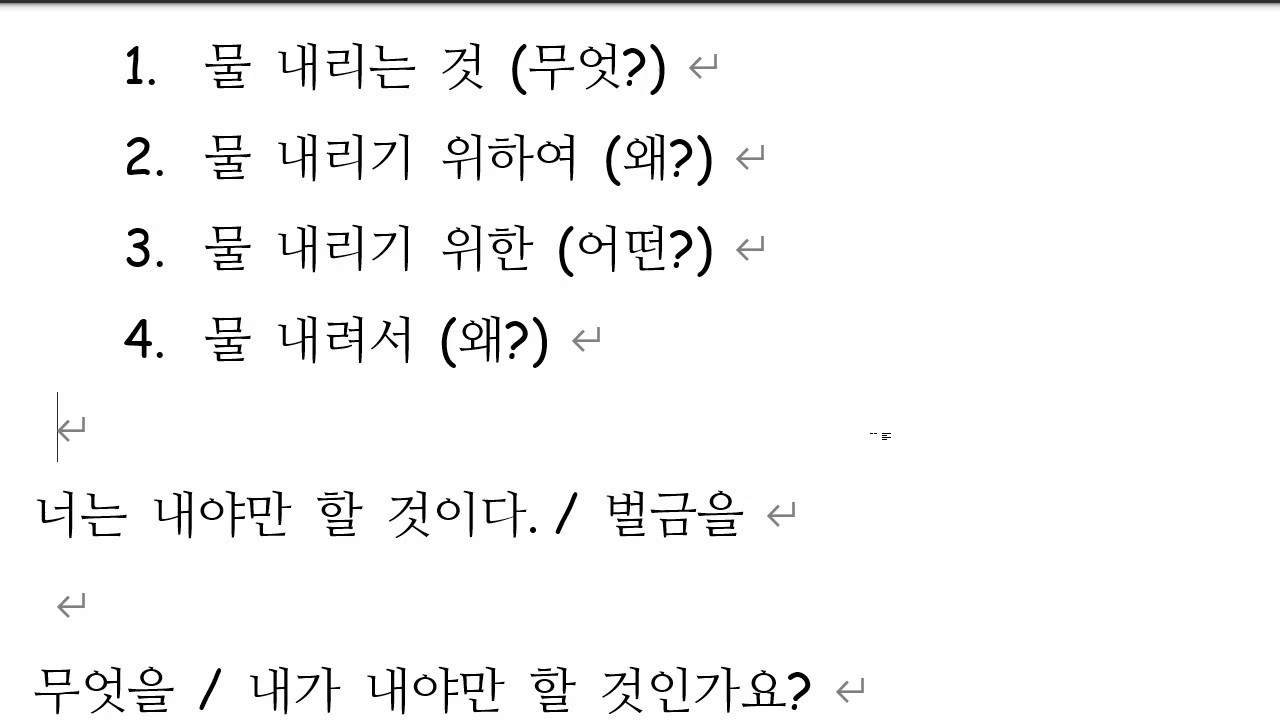 1. 물 내리는 것 (무엇?)
2. 물 내리기 위하여 (왜?)
3. 물 내리기 위한 (어떤?)
4. 물 내려서 (왜?)
너는 내야만 할 것이다. / 벌금을
무엇을 / 내가 내야만 할 것인가요?